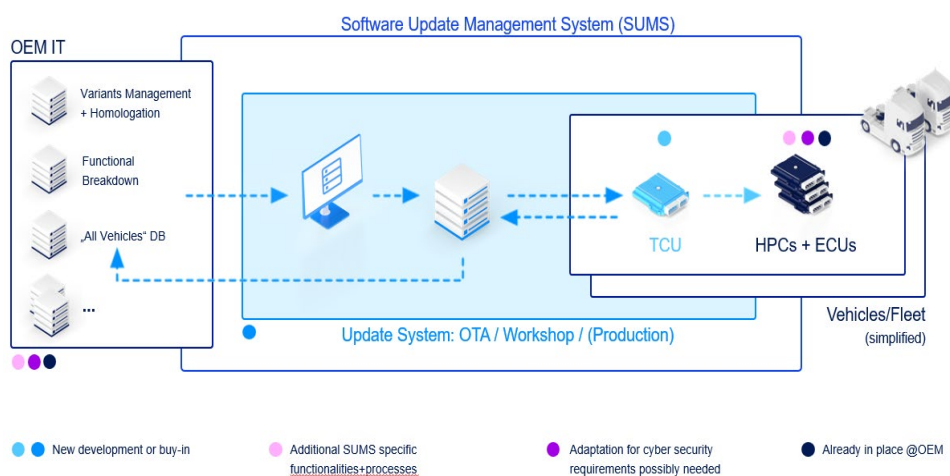 Software Update Management System (SUMS)
OEM IT
Variants Management
+ Homologation
Functional
Breakdown
„All Vehicles“ DB
...
TCU
HPCs + ECUs
Update System: OTA / Workshop / (Production)
Vehicles/Fleet
(simplified)
New development or buy-in
Additional SUMS specific
functionalities+processes
Adaptation for cyber security
requirements possibly needed
Already in place @OEM